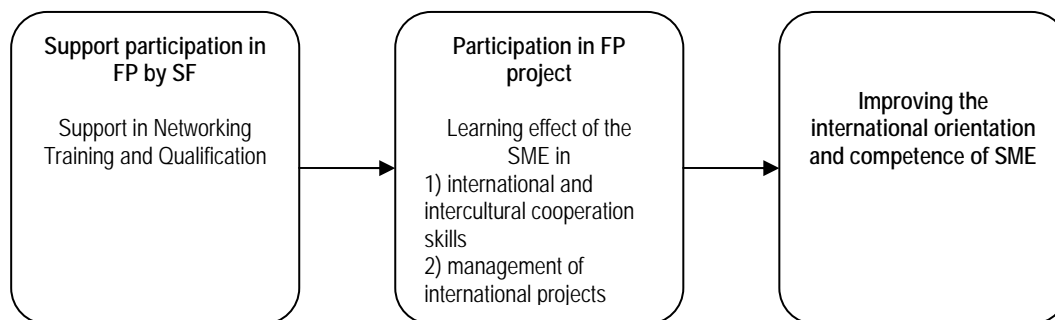 Support participation in
FP by SF
Support in Networking
Training and Qualification
Participation in FP
project
Learning effect of the
SME in
1) international and
intercultural cooperation
skills
2) management of
international projects
Improving the
international orientation
and competence of SME